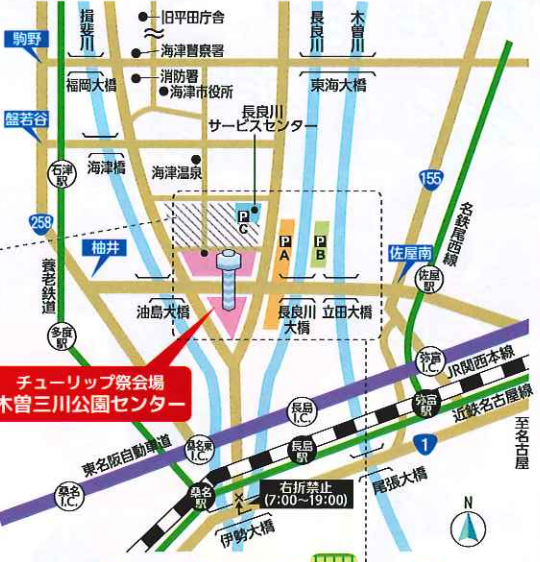 揖斐川
旧平田庁舎
長良川
木曽川
駒野
海津警察署
消防署
海津市役所
福岡大橋
東海大橋
長良川
サービスセンター
盤若谷
海津橋
石津駅
海津温泉
155
名鉄尾西線
258
P
C
P
A
P
B
柚井
佐屋南
佐屋駅
養老鉄道
油島大橋
長良川
大橋
立田大橋
多度駅
チューリップ祭会場
木曽三川公園センター
弥富I.C.
JR関西本線
弥富駅
近鉄名古屋線
至名古屋
長島I.C.
桑名東I.C.
長島駅
1
東名阪自動車道
桑名I.C.
桑名駅
右折禁止
(7:00〜19:00)
尾張大橋
伊勢大橋
N